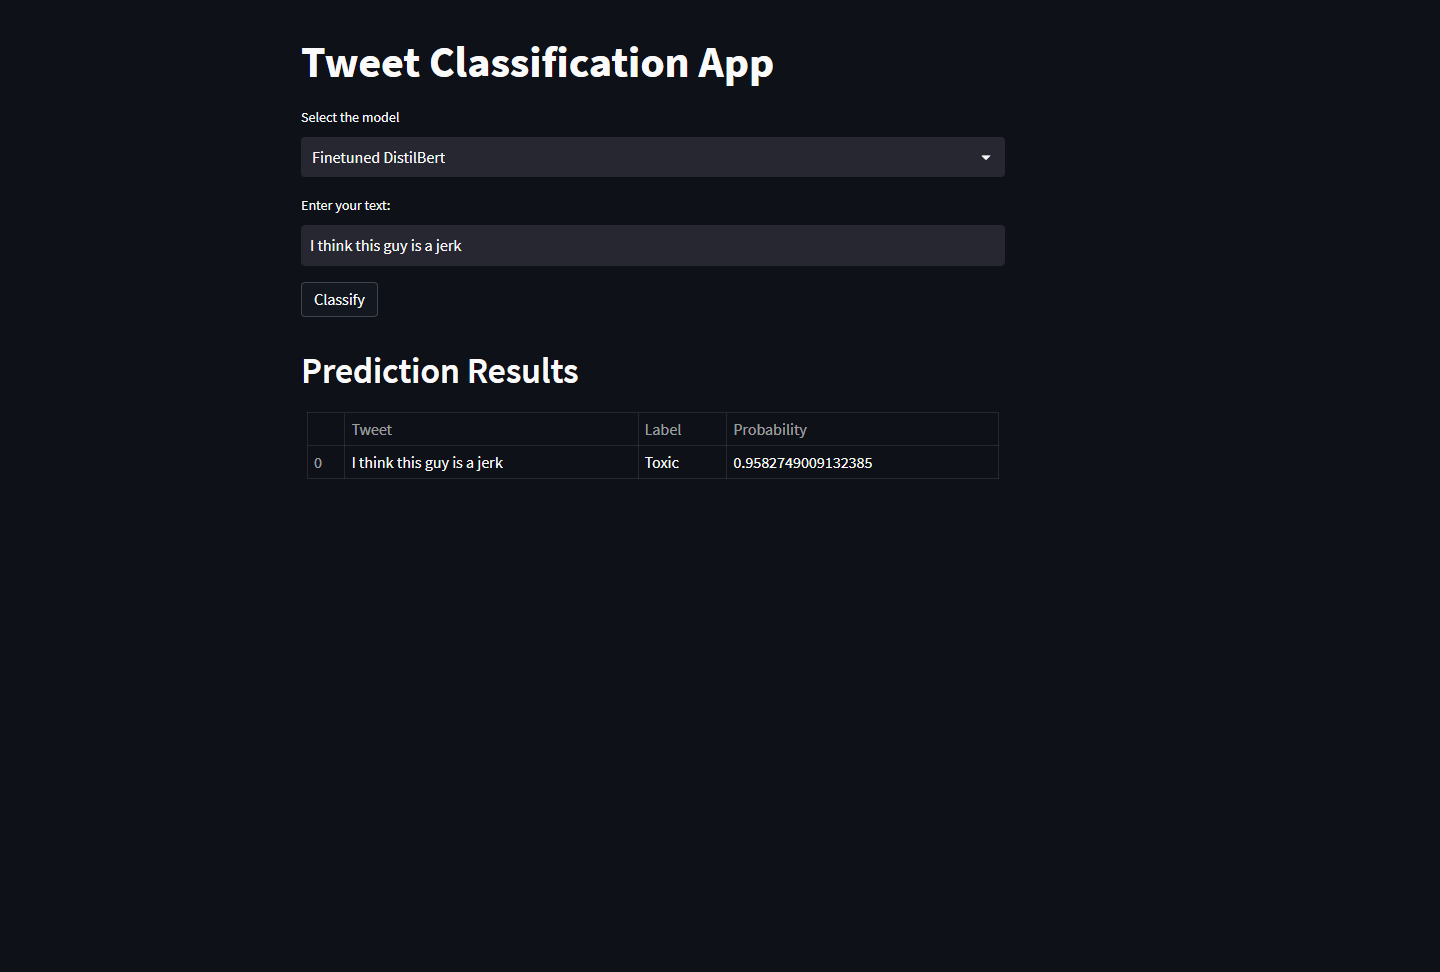 Tweet Classification App
Select the model
Finetuned DistilBert
Enter your text:
I think this guy is a jerk
Classify
Prediction Results
Tweet Label Probability
0 I think this guy is a jerk Toxic 0.9582749009132385